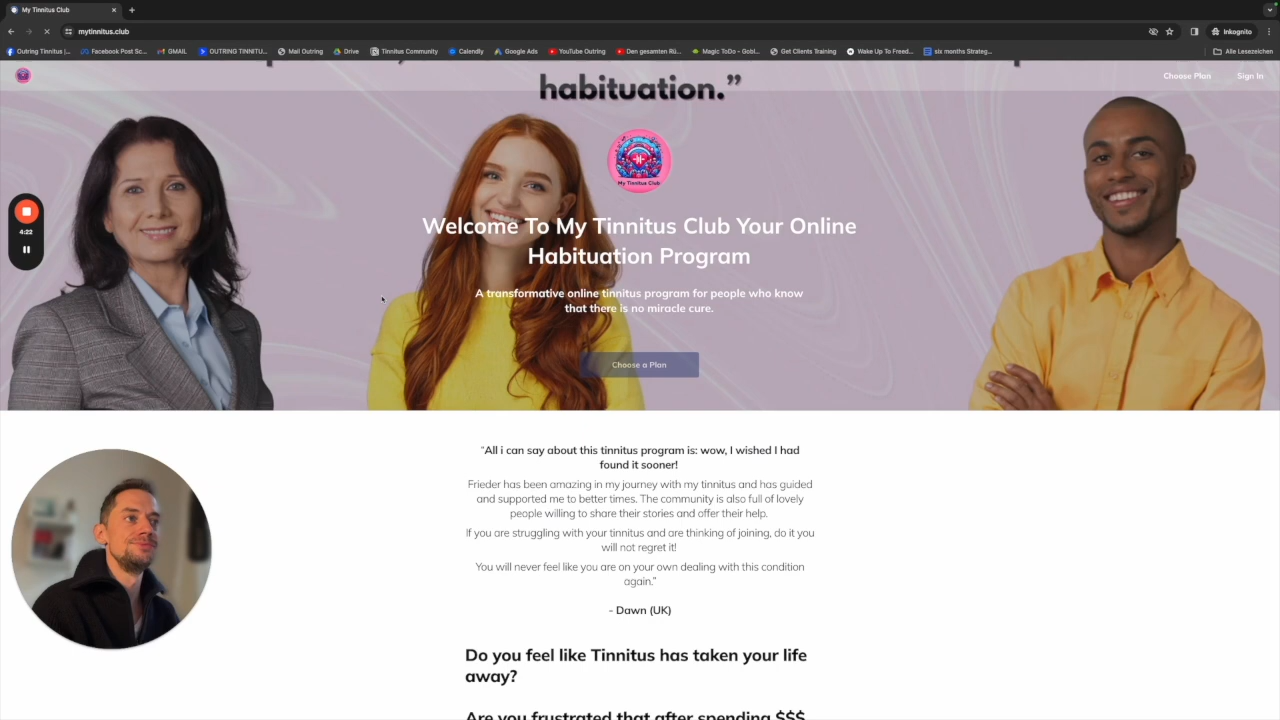 My Tinnitus Club
mytinnitus.club
Inkognito
Outring Tinnitus |...
Facebook Post Sc...
GMAIL
OUTRING TINNITU...
Mail Outring
Drive
Tinnitus Community
Calendly
Google Ads
YouTube Outring
Den gesamten Rü...
Magic ToDo - Gobl...
Get Clients Training
Wake Up To Freed...
six months Strateg...
Alle Lesezeichen
Choose Plan
Sign In
habituation.”
My Tinnitus Club
Welcome To My Tinnitus Club Your Online
Habituation Program
A transformative online tinnitus program for people who know
that there is no miracle cure.
Choose a Plan
4:22
“All i can say about this tinnitus program is: wow, I wished I had
found it sooner!
Frieder has been amazing in my journey with my tinnitus and has guided
and supported me to better times. The community is also full of lovely
people willing to share their stories and offer their help.
If you are struggling with your tinnitus and are thinking of joining, do it you
will not regret it!
You will never feel like you are on your own dealing with this condition
again.”
- Dawn (UK)
Do you feel like Tinnitus has taken your life
away?
Are you frustrated that after spending $$$